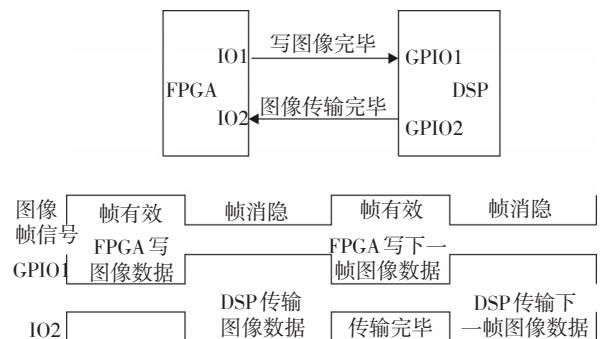 写图像完毕
IO1
GPIO1
FPGA
DSP
图像传输完毕
IO2
GPIO2
图像
帧信号
帧有效
帧消隐
帧有效
帧消隐
GPIO1
FPGA写
图像数据
FPGA写下一
帧图像数据
IO2
DSP传输
图像数据
传输完毕
DSP传输下
一帧图像数据